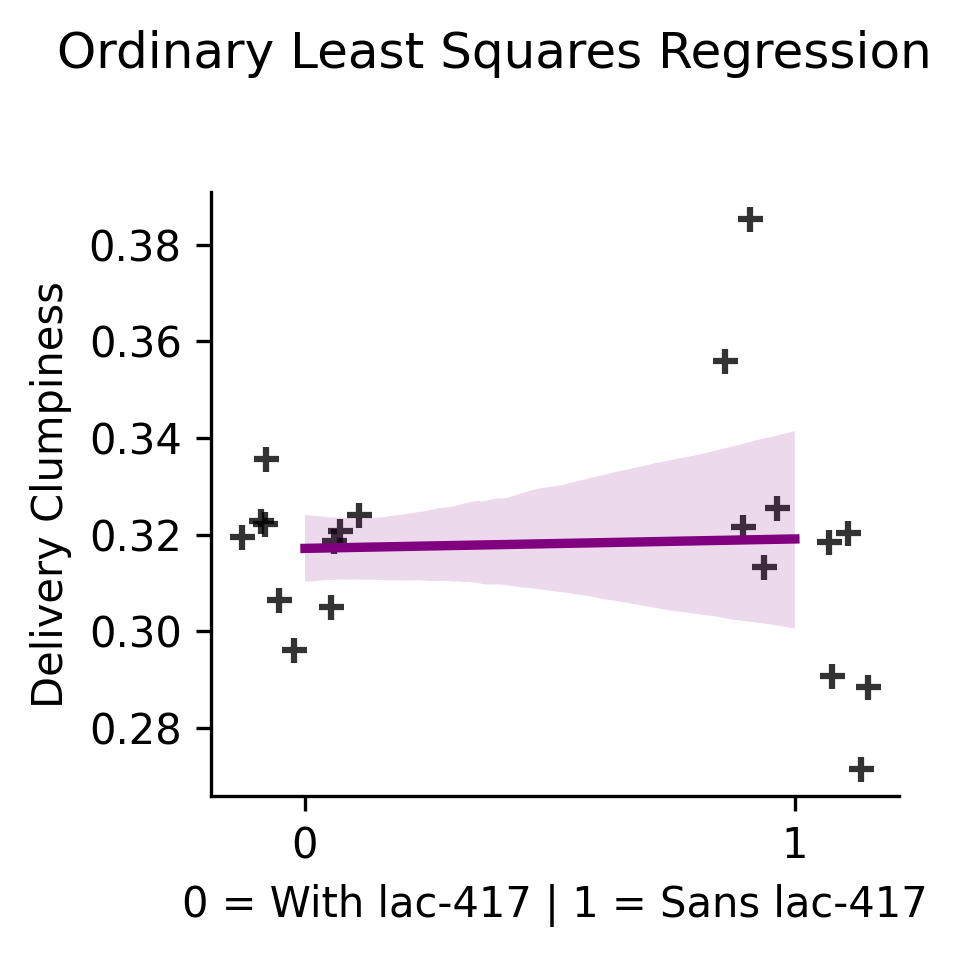 Ordinary Least Squares Regression
0.38
0.36
0.34
0.32
0.30
0.28
Delivery Clumpiness
0
1
0 = With lac-417 | 1 = Sans lac-417